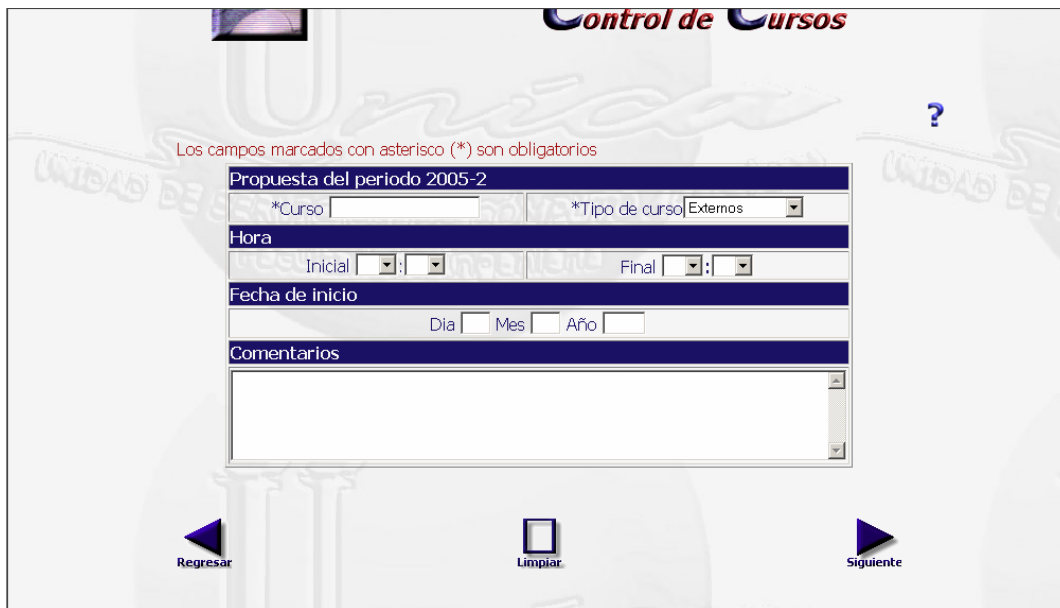 Control de Cursos
Unica
?
Los campos marcados con asterisco (*) son obligatorios
Propuesta del periodo 2005-2
*Curso *Tipo de curso Externos
Hora
Inicial : Final :
Fecha de inicio
Dia Mes Año
Comentarios
Regresar Limpiar Siguiente